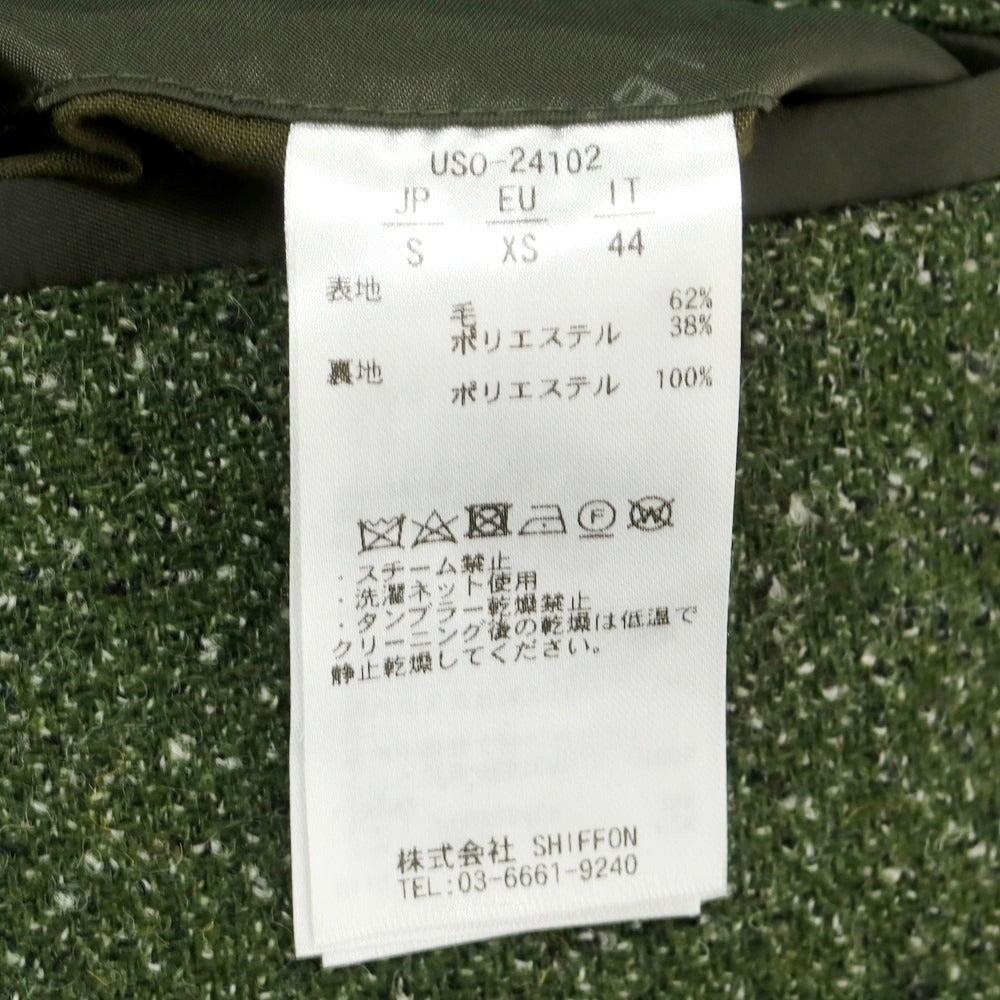 USO-24102
JP EU IT
S XS 44
表地
毛 62%
ポリエステル 38%
裏地
ポリエステル 100%
F W
・スチーム禁止
・洗濯ネット使用
・タンブラー乾燥禁止
クリーニング後の乾燥は低温で
静止乾燥してください。
株式会社 SHIFFON
TEL:03-6661-9240